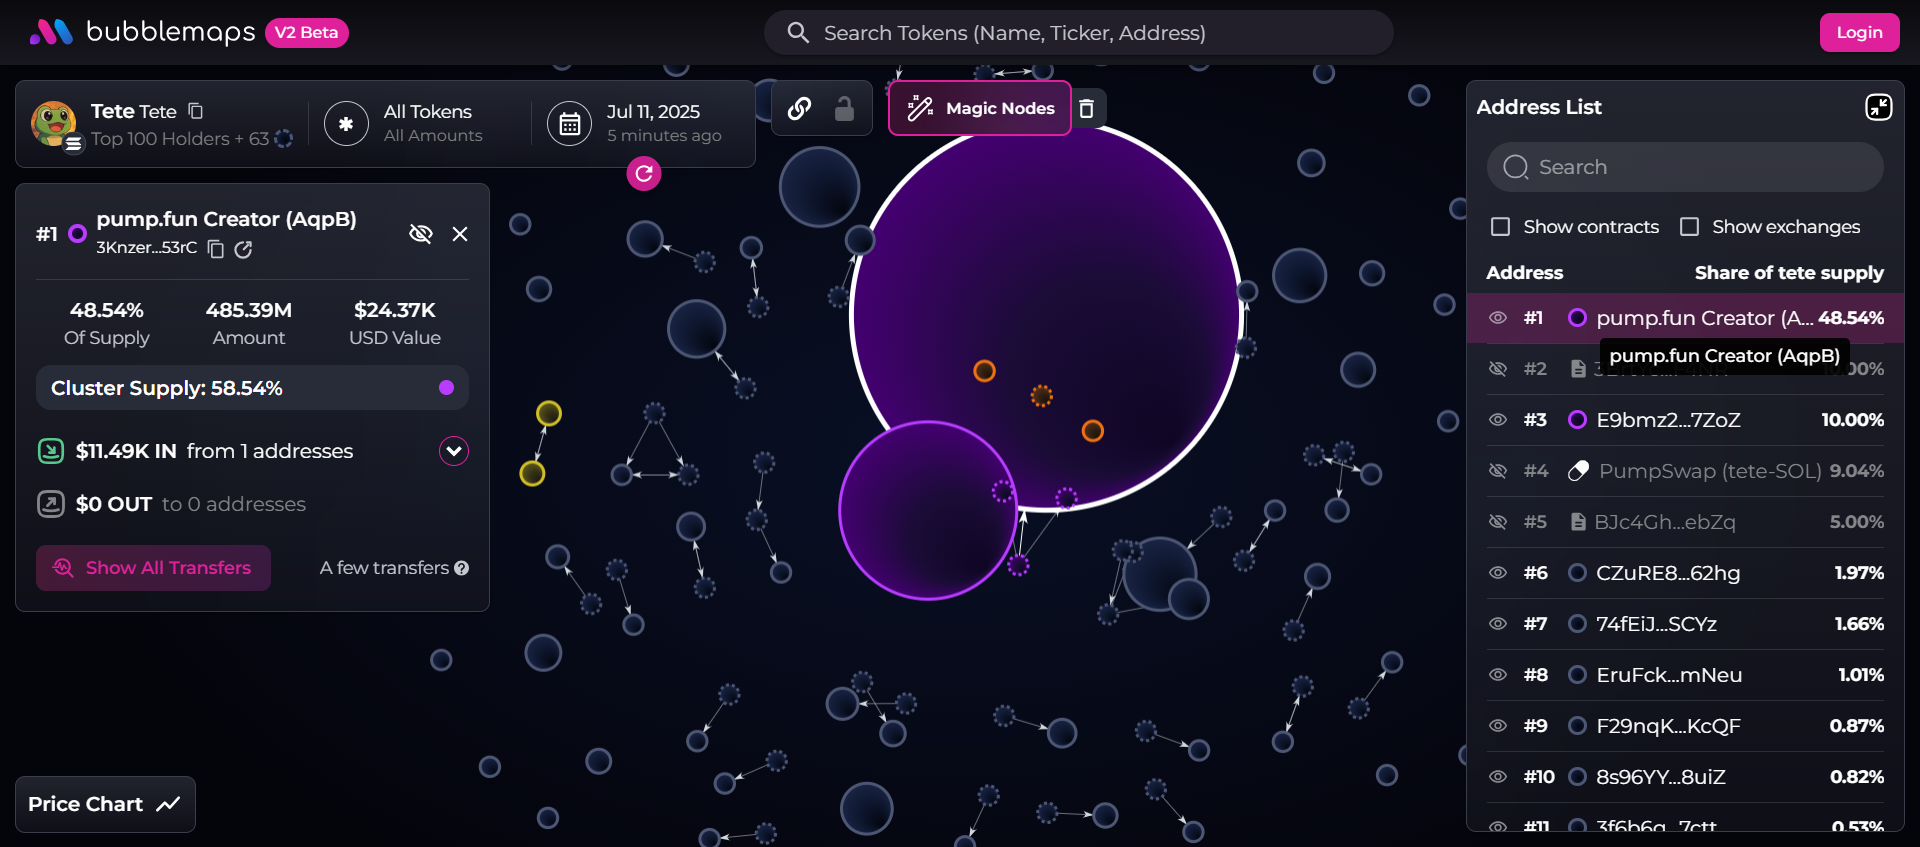 bubblemaps V2 Beta
Search Tokens (Name, Ticker, Address)
Login
Tete Tete
Top 100 Holders + 63
All Tokens
All Amounts
Jul 11, 2025
5 minutes ago
Magic Nodes
#1 pump.fun Creator (AqpB)
3Knzer...53rC
48.54% 485.39M $24.37K
Of Supply Amount USD Value
Cluster Supply: 58.54%
$11.49K IN from 1 addresses
$0 OUT to 0 addresses
Show All Transfers A few transfers
Price Chart
Address List
Search
Show contracts Show exchanges
Address Share of tete supply
#1 pump.fun Creator (A... 48.54%
pump.fun Creator (AqpB)
#2
#3 E9bmz2...7ZoZ 10.00%
#4 PumpSwap (tete-SOL) 9.04%
#5 BJc4Gh...ebZq 5.00%
#6 CZuRE8...62hg 1.97%
#7 74fEiJ...SCYz 1.66%
#8 EruFck...mNeu 1.01%
#9 F29nqK...KcQF 0.87%
#10 8s96YY...8uiZ 0.82%
#11 3f6b6g...7ctt 0.53%